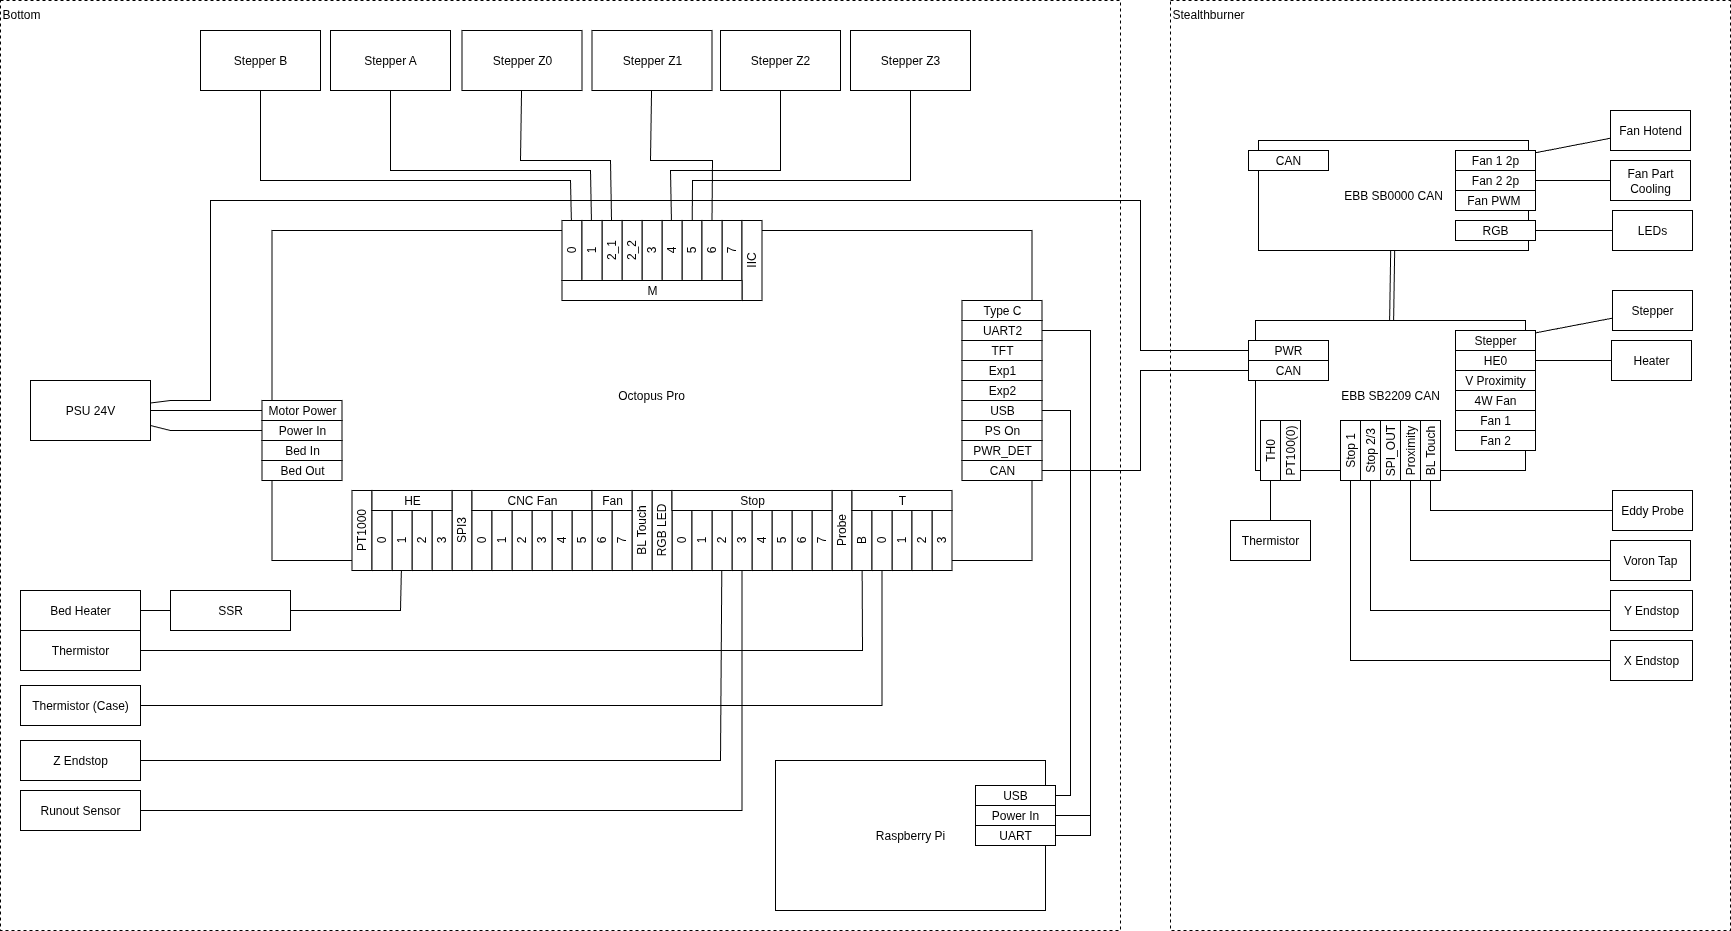 Bottom
Stealthburner
Stepper B
Stepper A
Stepper Z0
Stepper Z1
Stepper Z2
Stepper Z3
0
1
2_1
2_2
3
4
5
6
7
IIC
M
Type C
UART2
TFT
Exp1
Exp2
USB
PS On
PWR_DET
CAN
Octopus Pro
PSU 24V
Motor Power
Power In
Bed In
Bed Out
PT1000
HE
0
1
2
3
SPI3
CNC Fan
0
1
2
3
4
5
Fan
6
7
BL Touch
RGB LED
Stop
0
1
2
3
4
5
6
7
Probe
T
B
0
1
2
3
Bed Heater
SSR
Thermistor
Thermistor (Case)
Z Endstop
Runout Sensor
Raspberry Pi
USB
Power In
UART
CAN
EBB SB0000 CAN
Fan 1 2p
Fan 2 2p
Fan PWM
RGB
Fan Hotend
Fan Part
Cooling
LEDs
PWR
CAN
EBB SB2209 CAN
Stepper
HE0
V Proximity
4W Fan
Fan 1
Fan 2
Stepper
Heater
TH0
PT100(0)
Stop 1
Stop 2/3
SPI_OUT
Proximity
BL Touch
Thermistor
Eddy Probe
Voron Tap
Y Endstop
X Endstop